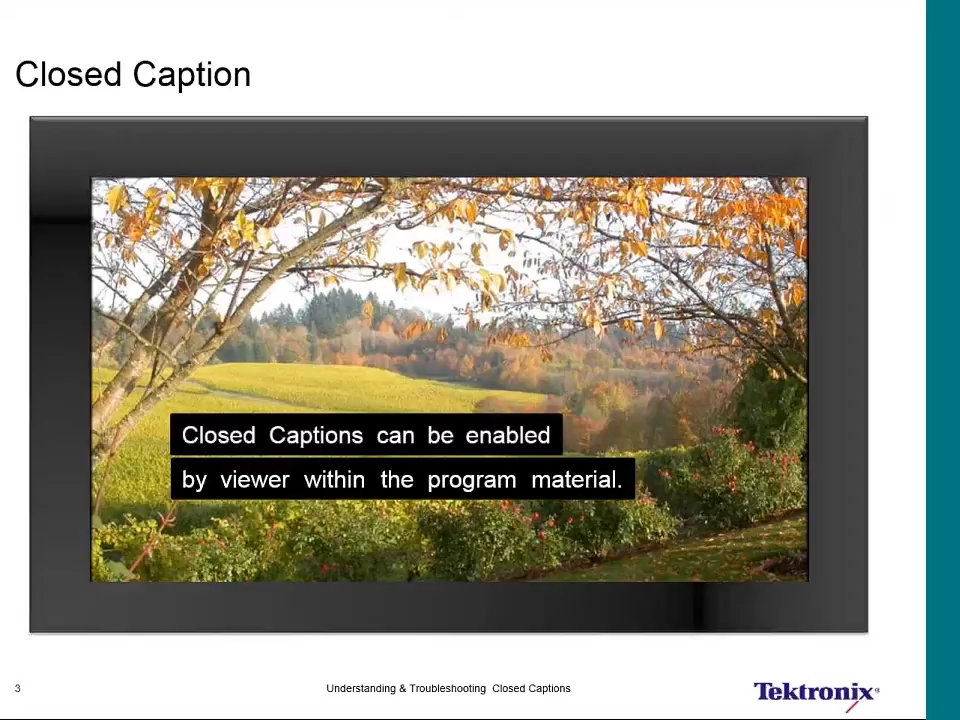 Closed Caption
Closed Captions can be enabled
by viewer within the program material.
3
Understanding & Troubleshooting Closed Captions
Tektronix®